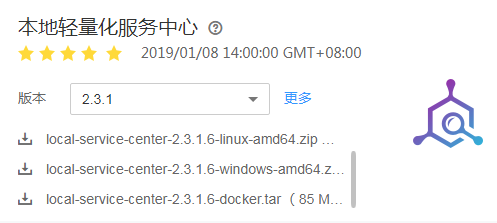 本地轻量化服务中心
2019/01/08 14:00:00 GMT+08:00
版本 2.3.1 更多
local-service-center-2.3.1.6-linux-amd64.zip ...
local-service-center-2.3.1.6-windows-amd64.z...
local-service-center-2.3.1.6-docker.tar（ 85 M...